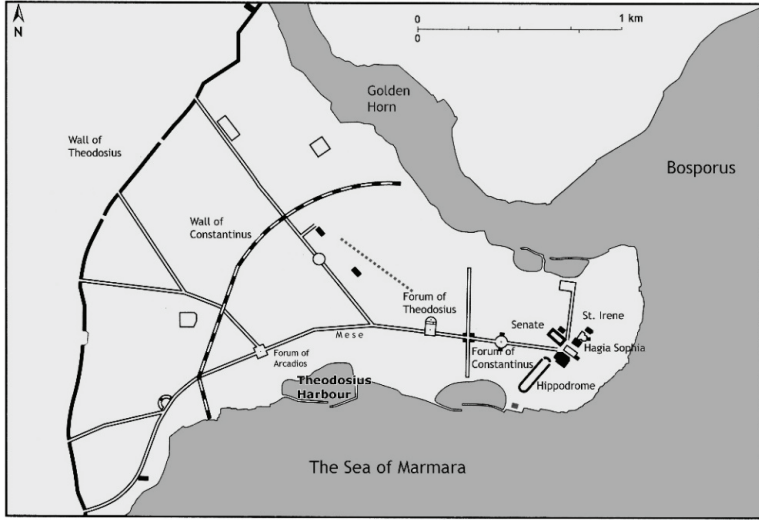 N
0
1 km
0
Golden
Horn
Wall of
Theodosius
Bosporus
Wall of
Constantinus
Forum of
Theodosius
St. Irene
Senate
Mese
Hagia Sophia
Forum of
Arcadios
Forum of
Constantinus
Theodosius
Harbour
Hippodrome
The Sea of Marmara